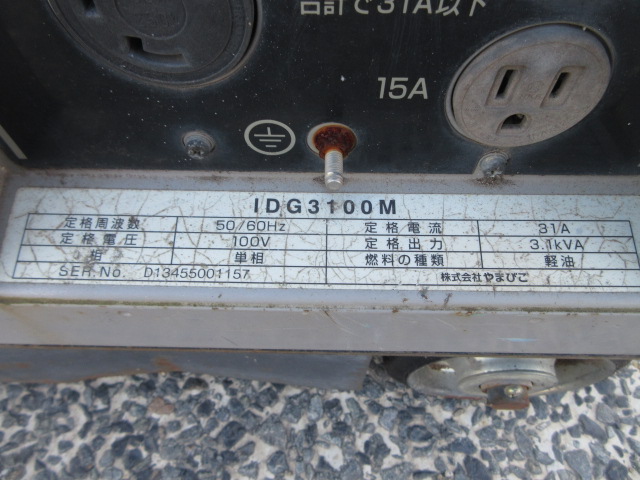 合計で31A以下
15A
IDG3100M
定格周波数 50/60Hz 定格電流 31A
定格電圧 100V 定格出力 3.1kVA
相 単相 燃料の種類 軽油
SER.No. D13455001157 株式会社やまびこ